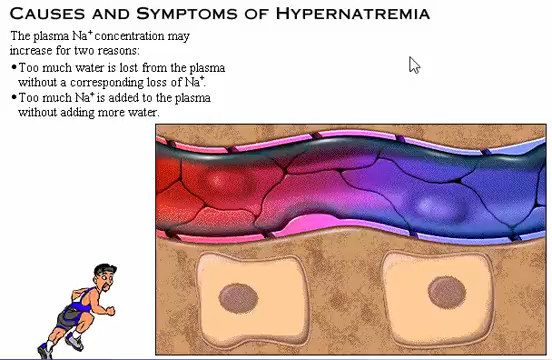 CAUSES AND SYMPTOMS OF HYPERNATREMIA
The plasma Na⁺ concentration may
increase for two reasons:
•Too much water is lost from the plasma
without a corresponding loss of Na⁺.
•Too much Na⁺ is added to the plasma
without adding more water.